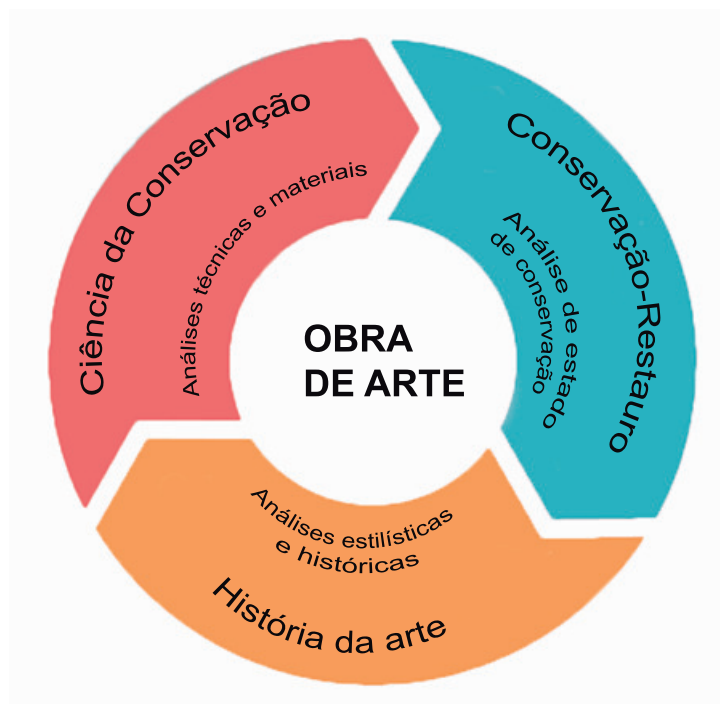 Ciência da Conservação
Análises técnicas e materiais
Conservação-Restauro
Análise de estado
de conservação
OBRA
DE ARTE
Análises estilísticas
e históricas
História da arte